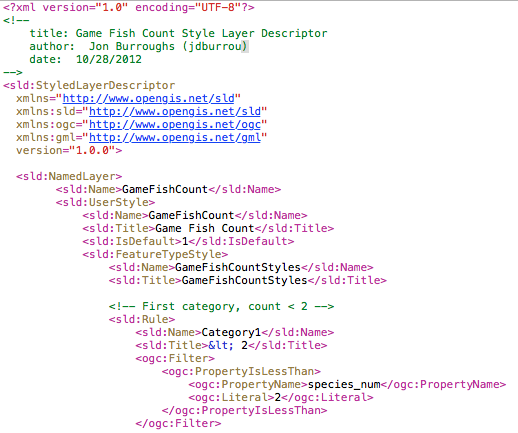 <?xml version="1.0" encoding="UTF-8"?>
<!--
    title: Game Fish Count Style Layer Descriptor
    author:  Jon Burroughs (jdburrou)
    date:  10/28/2012
-->
<sld:StyledLayerDescriptor
  xmlns="http://www.opengis.net/sld"
  xmlns:sld="http://www.opengis.net/sld"
  xmlns:ogc="http://www.opengis.net/ogc"
  xmlns:gml="http://www.opengis.net/gml"
  version="1.0.0">

  <sld:NamedLayer>
        <sld:Name>GameFishCount</sld:Name>
        <sld:UserStyle>
            <sld:Name>GameFishCount</sld:Name>
            <sld:Title>Game Fish Count</sld:Title>
            <sld:IsDefault>1</sld:IsDefault>
            <sld:FeatureTypeStyle>
                <sld:Name>GameFishCountStyles</sld:Name>
                <sld:Title>GameFishCountStyles</sld:Title>

                <!-- First category, count < 2 -->
                <sld:Rule>
                    <sld:Name>Category1</sld:Name>
                    <sld:Title>&lt; 2</sld:Title>
                    <ogc:Filter>
                        <ogc:PropertyIsLessThan>
                            <ogc:PropertyName>species_num</ogc:PropertyName>
                            <ogc:Literal>2</ogc:Literal>
                        </ogc:PropertyIsLessThan>
                    </ogc:Filter>